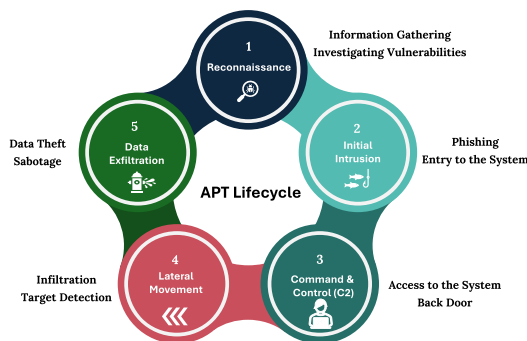 1
Reconnaissance
Information Gathering
Investigating Vulnerabilities
2
Initial
Intrusion
Phishing
Entry to the System
3
Command &
Control (C2)
Access to the System
Back Door
4
Lateral
Movement
Infiltration
Target Detection
5
Data
Exfiltration
Data Theft
Sabotage
APT Lifecycle